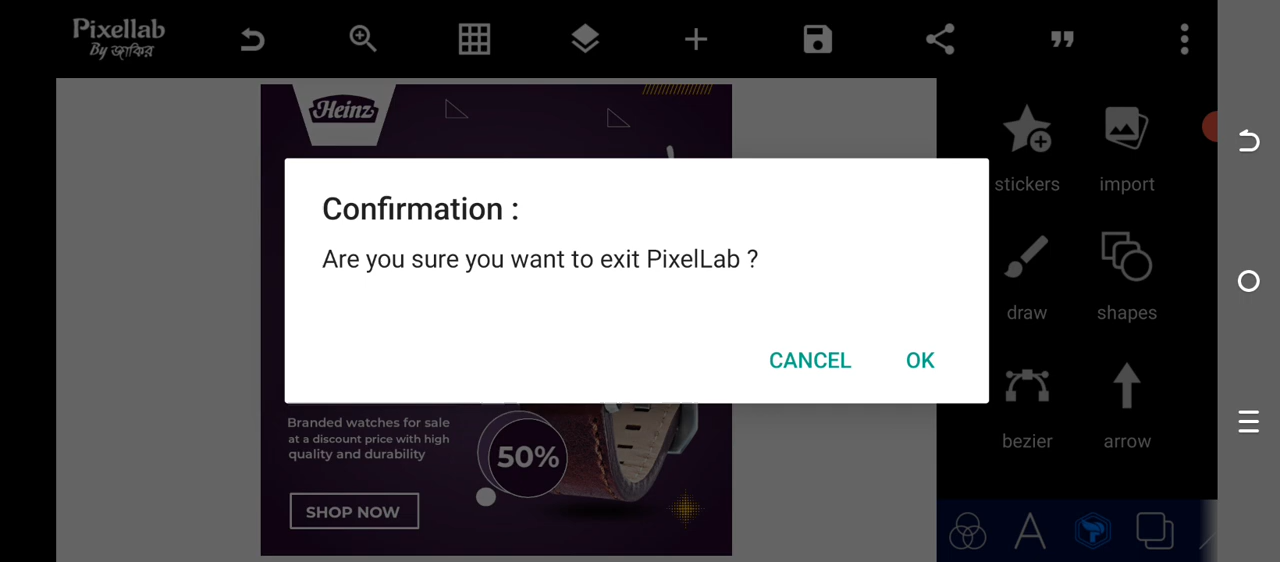 Pixellab
By জাকির
Heinz
Confirmation :
Are you sure you want to exit PixelLab ?
CANCEL
OK
stickers
import
draw
shapes
bezier
arrow
Branded watches for sale
at a discount price with high
quality and durability
50%
SHOP NOW